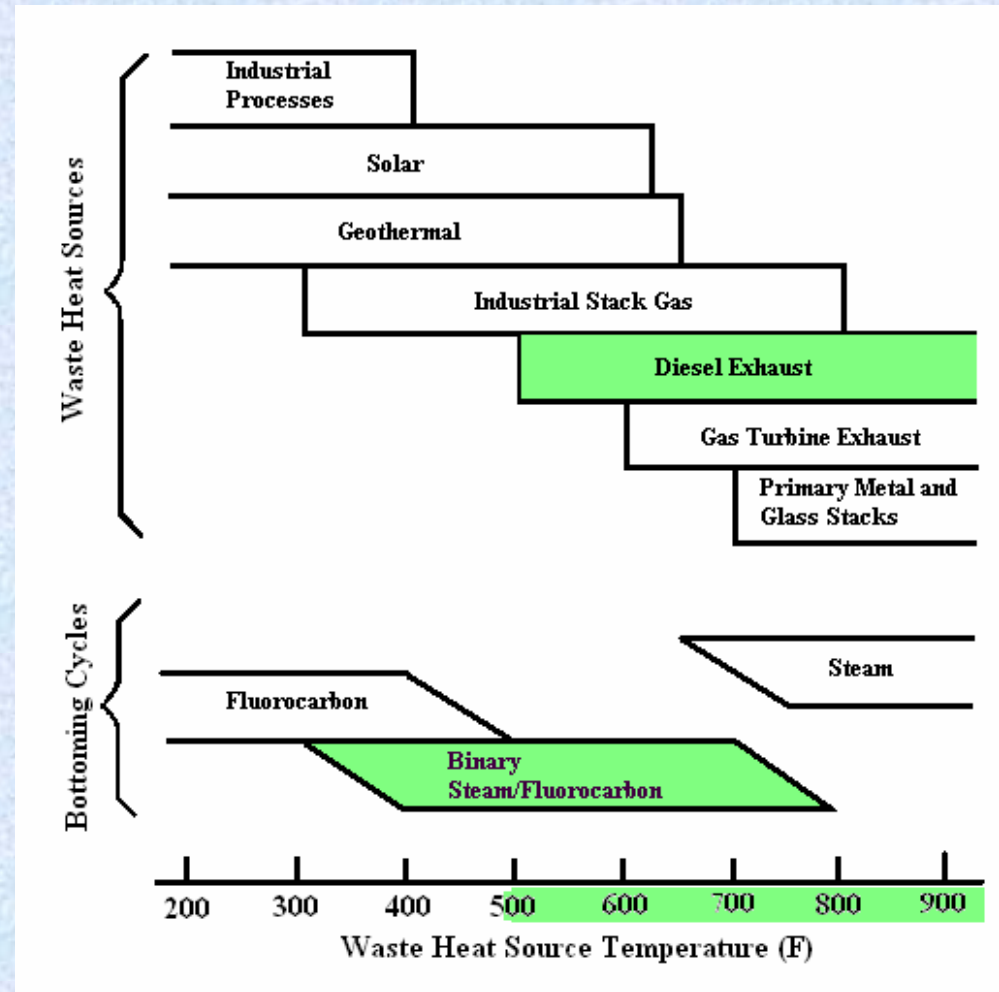 Waste Heat Sources
Industrial
Processes
Solar
Geothermal
Industrial Stack Gas
Diesel Exhaust
Gas Turbine Exhaust
Primary Metal and
Glass Stacks
Bottoming Cycles
Steam
Fluorocarbon
Binary
Steam/Fluorocarbon
200 300 400 500 600 700 800 900
Waste Heat Source Temperature (F)